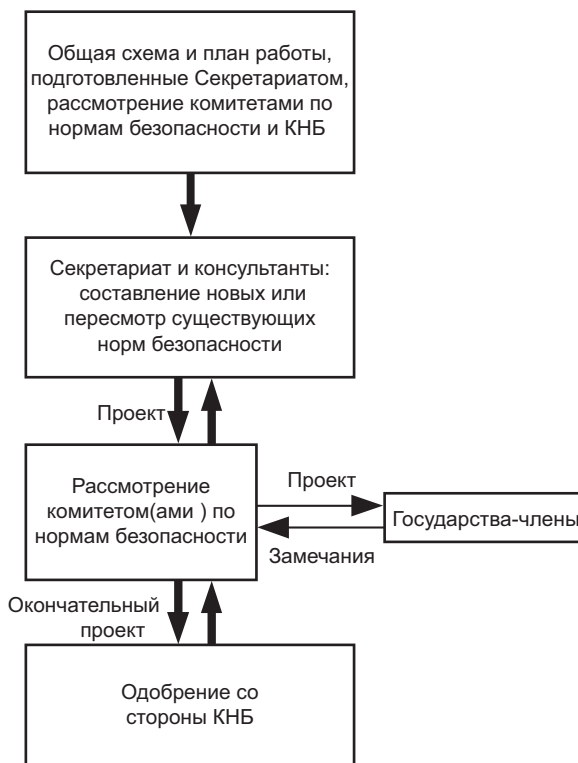 Общая схема и план работы,
подготовленные Секретариатом,
рассмотрение комитетами по
нормам безопасности и КНБ
Секретариат и консультанты:
составление новых или
пересмотр существующих
норм безопасности
Проект
Рассмотрение
комитетом(ами ) по
нормам безопасности
Проект
Государства-члены
Замечания
Окончательный
проект
Одобрение со
стороны КНБ